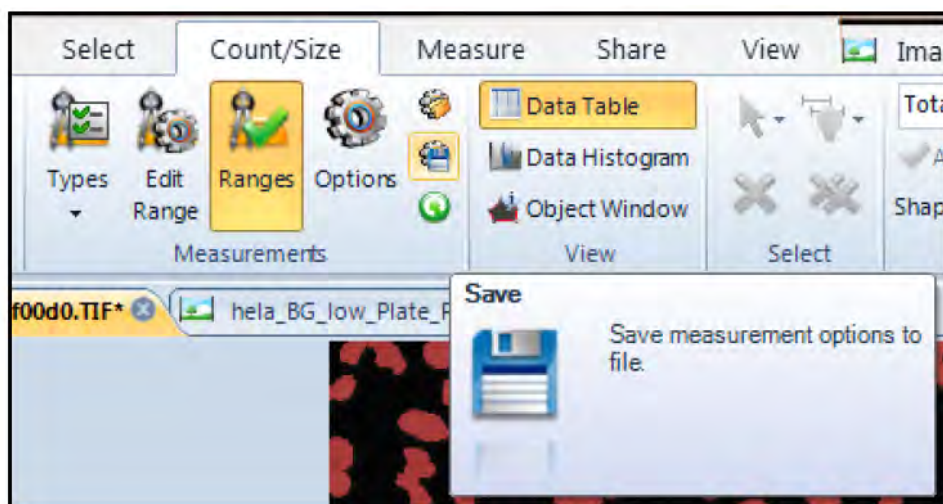 Select Count/Size Measure Share View Ima
Types Edit Range Ranges Options
Data Table
Data Histogram
Object Window
Tota
A
Shap
Measurements View Select
f00d0.TIF* hela_BG_low_Plate_F
Save
Save measurement options to
file.